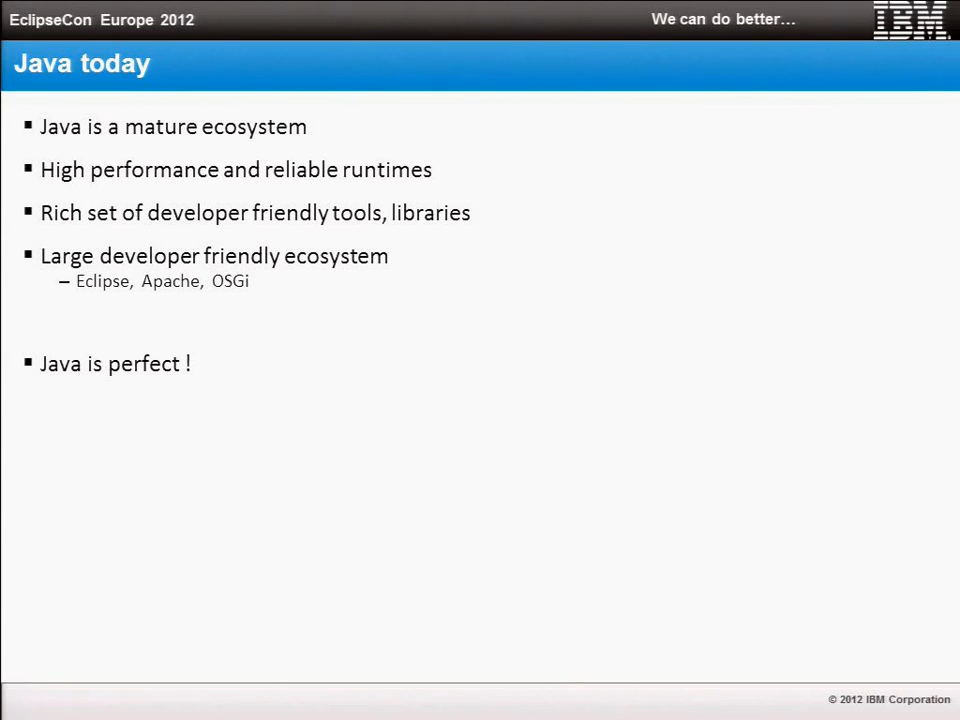 EclipseCon Europe 2012
We can do better...
IBM
Java today
▪ Java is a mature ecosystem
▪ High performance and reliable runtimes
▪ Rich set of developer friendly tools, libraries
▪ Large developer friendly ecosystem
– Eclipse, Apache, OSGi
▪ Java is perfect !
© 2012 IBM Corporation